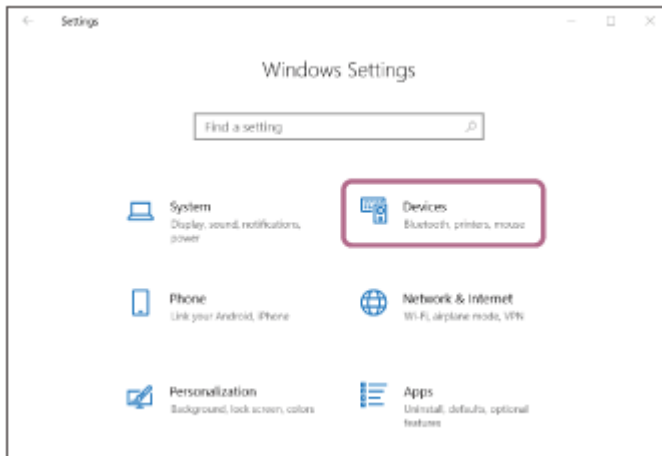 Settings
Windows Settings
Find a setting
System
Display, sound, notifications,
power
Devices
Bluetooth, printers, mouse
Phone
Link your Android, iPhone
Network & Internet
Wi-Fi, airplane mode, VPN
Personalization
Background, lock screen, colors
Apps
Uninstall, defaults, optional
features